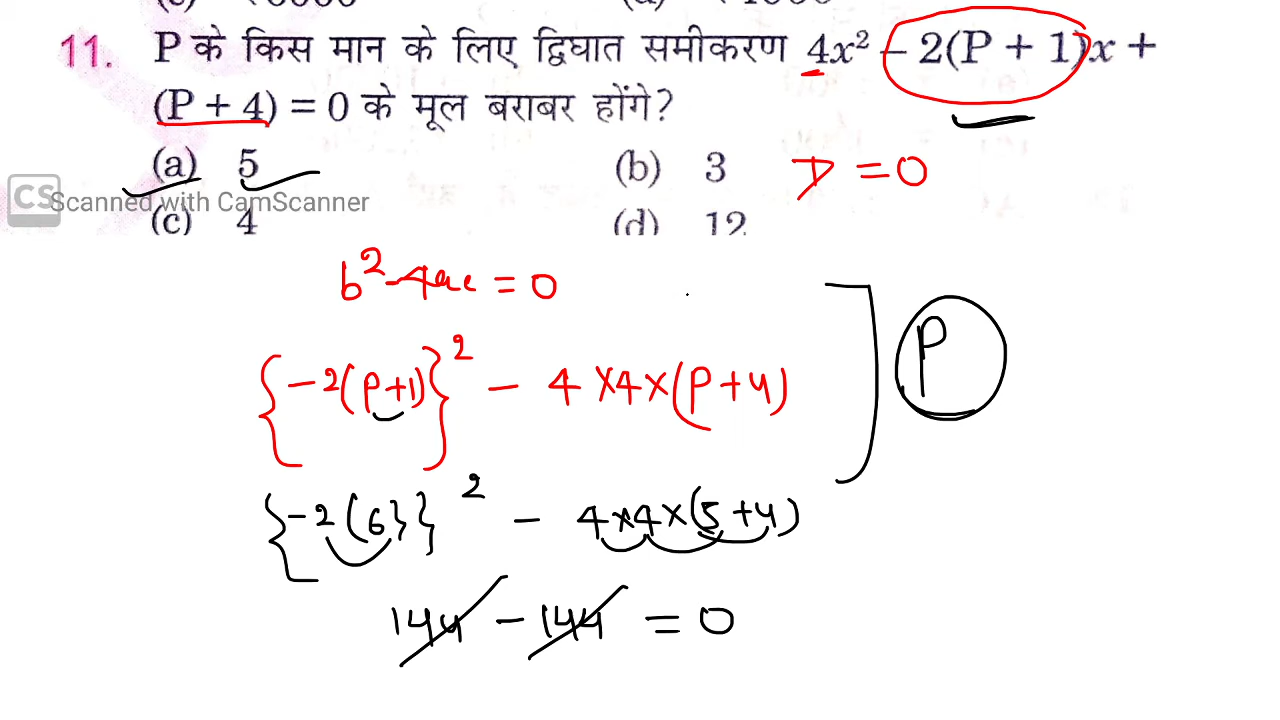 11. P के किस मान के लिए द्विघात समीकरण 4x² – 2(P + 1)x +
(P + 4) = 0 के मूल बराबर होंगे?
(a) 5 (b) 3 D = 0
CS Scanned with CamScanner
(c) 4 (d) 12
b² - 4ac = 0
{-2(P+1)}² - 4×4×(P+4)
P
{-2(6}}² - 4×4×(5+4)
144 - 144 = 0